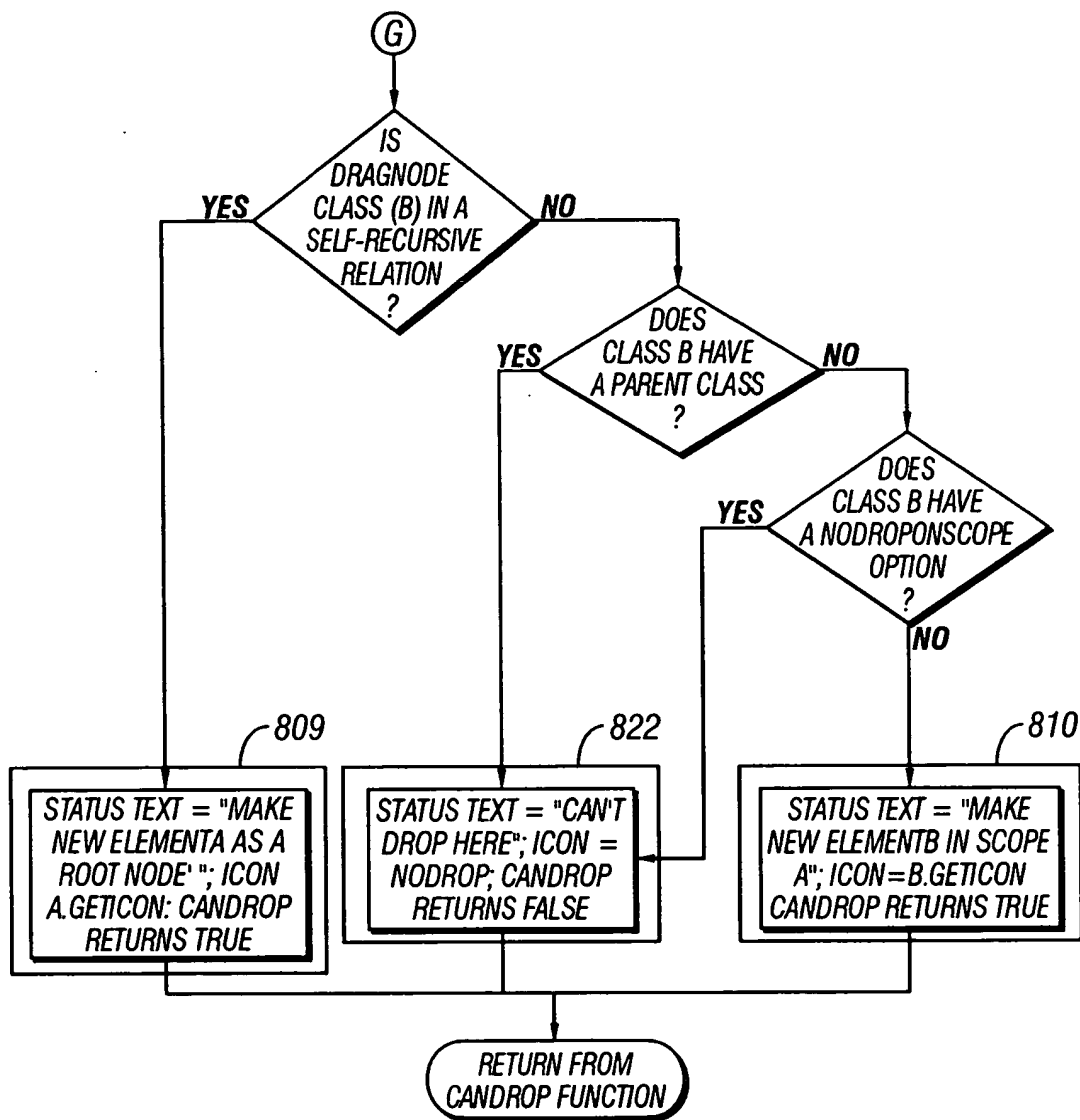 G
IS
DRAGNODE
CLASS (B) IN A
SELF-RECURSIVE
RELATION
?
YES
NO
DOES
CLASS B HAVE
A PARENT CLASS
?
YES
NO
DOES
CLASS B HAVE
A NODROPONSCOPE
OPTION
?
YES
NO
809
STATUS TEXT = "MAKE
NEW ELEMENTA AS A
ROOT NODE' "; ICON
A.GETICON: CANDROP
RETURNS TRUE
822
STATUS TEXT = "CAN'T
DROP HERE"; ICON =
NODROP; CANDROP
RETURNS FALSE
810
STATUS TEXT = "MAKE
NEW ELEMENTB IN SCOPE
A"; ICON=B.GETICON
CANDROP RETURNS TRUE
RETURN FROM
CANDROP FUNCTION